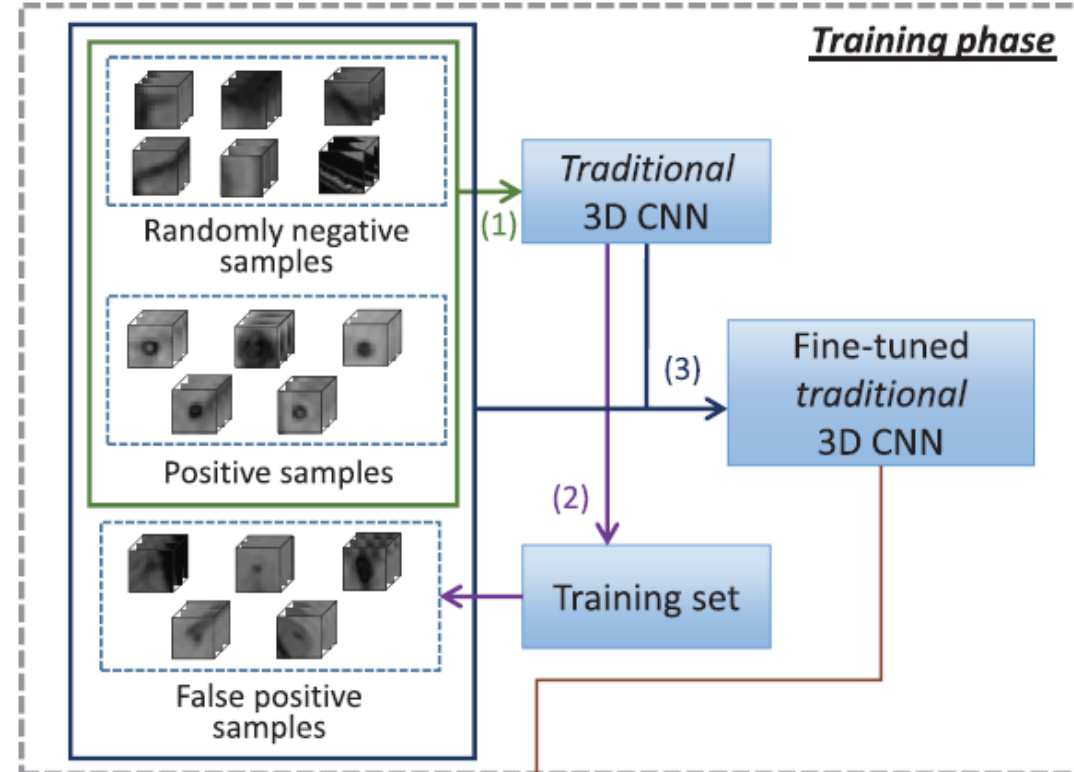 Training phase
Randomly negative
samples
Positive samples
False positive
samples
(1)
Traditional
3D CNN
(2)
Training set
(3)
Fine-tuned
traditional
3D CNN